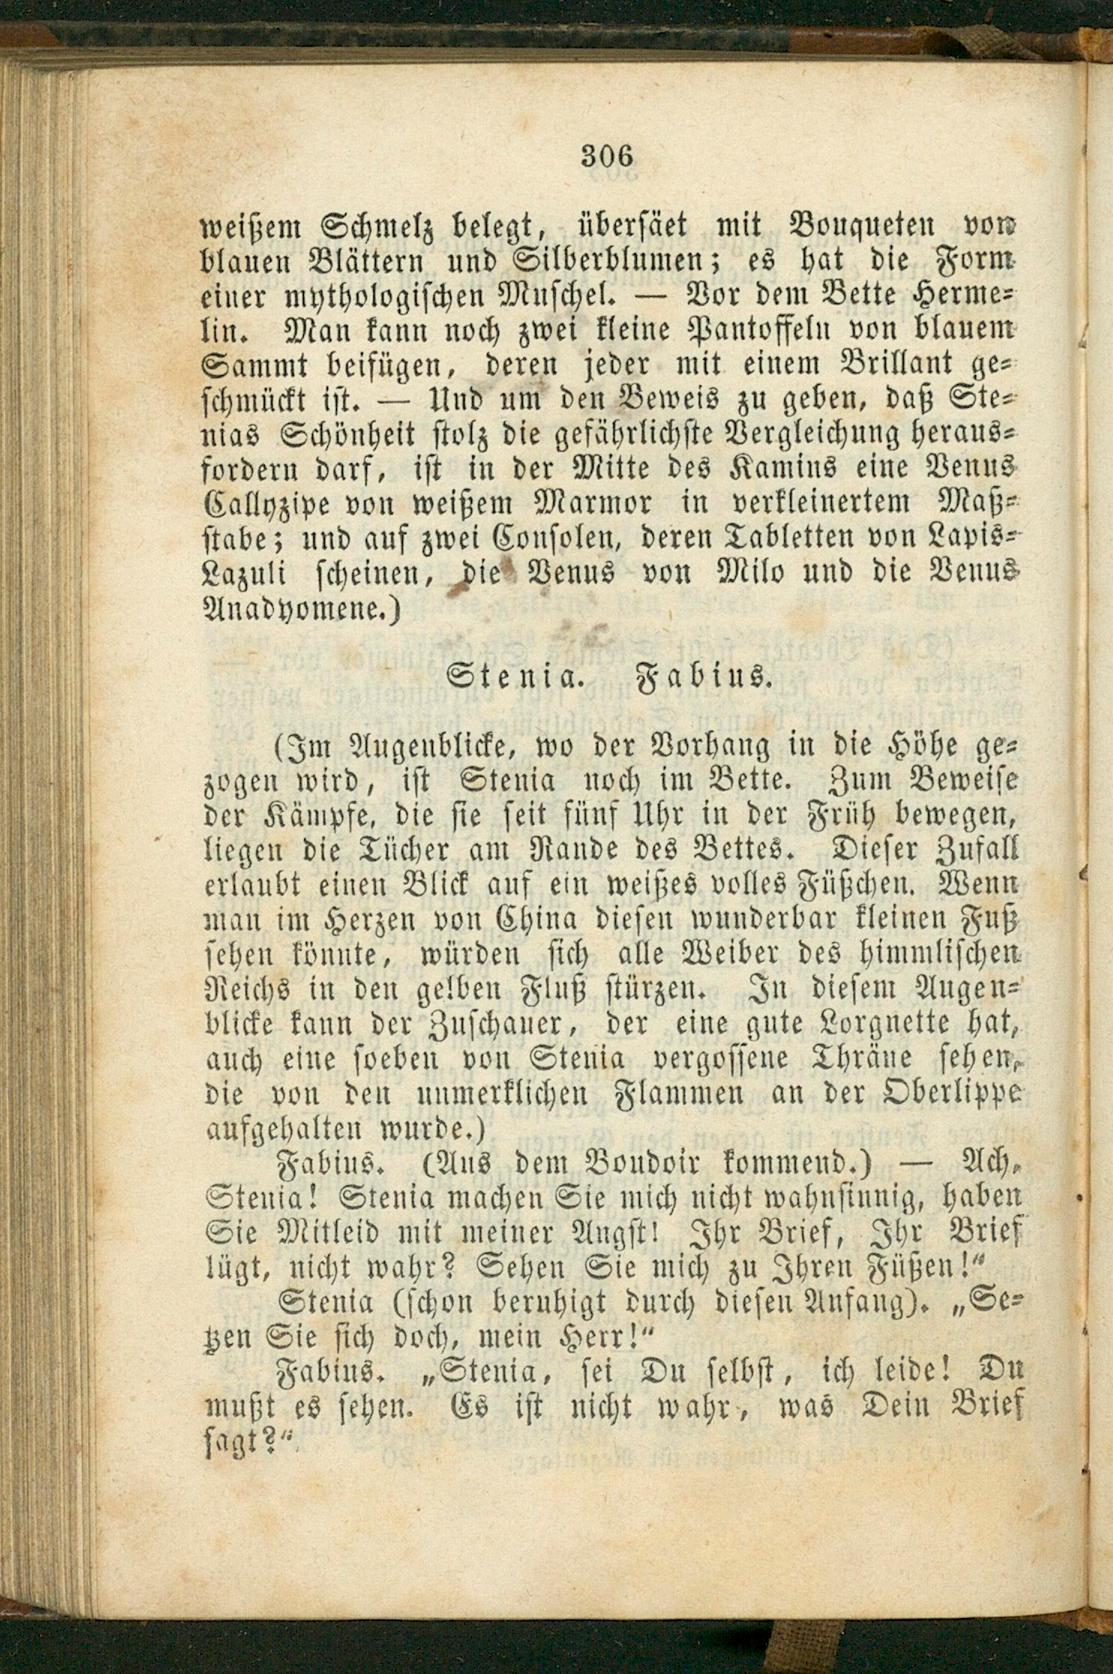 306
weißem Schmelz belegt, übersäet mit Bouqueten von
blauen Blättern und Silberblumen; es hat die Form
einer mythologischen Muschel. — Vor dem Bette Herme-
lin. Man kann noch zwei kleine Pantoffeln von blauem
Sammt beifügen, deren jeder mit einem Brillant ge-
schmückt ist. — Und um den Beweis zu geben, daß Ste-
nias Schönheit stolz die gefährlichste Vergleichung heraus-
fordern darf, ist in der Mitte des Kamins eine Venus
Callyzipe von weißem Marmor in verkleinertem Maß-
stabe; und auf zwei Consolen, deren Tabletten von Lapis-
Lazuli scheinen, die Venus von Milo und die Venus
Anadyomene.)
Stenia. Fabius.
(Im Augenblicke, wo der Vorhang in die Höhe ge-
zogen wird, ist Stenia noch im Bette. Zum Beweise
der Kämpfe, die sie seit fünf Uhr in der Früh bewegen,
liegen die Tücher am Rande des Bettes. Dieser Zufall
erlaubt einen Blick auf ein weißes volles Füßchen. Wenn
man im Herzen von China diesen wunderbar kleinen Fuß
sehen könnte, würden sich alle Weiber des himmlischen
Reichs in den gelben Fluß stürzen. In diesem Augen-
blicke kann der Zuschauer, der eine gute Lorgnette hat,
auch eine soeben von Stenia vergossene Thräne sehen,
die von den unmerklichen Flammen an der Oberlippe
aufgehalten wurde.)
Fabius. (Aus dem Boudoir kommend.) — Ach,
Stenia! Stenia machen Sie mich nicht wahnsinnig, haben
Sie Mitleid mit meiner Angst! Ihr Brief, Ihr Brief
lügt, nicht wahr? Sehen Sie mich zu Ihren Füßen!“
Stenia (schon beruhigt durch diesen Anfang). „Se-
tzen Sie sich doch, mein Herr!“
Fabius. „Stenia, sei Du selbst, ich leide! Du
mußt es sehen. Es ist nicht wahr, was Dein Brief
sagt?“